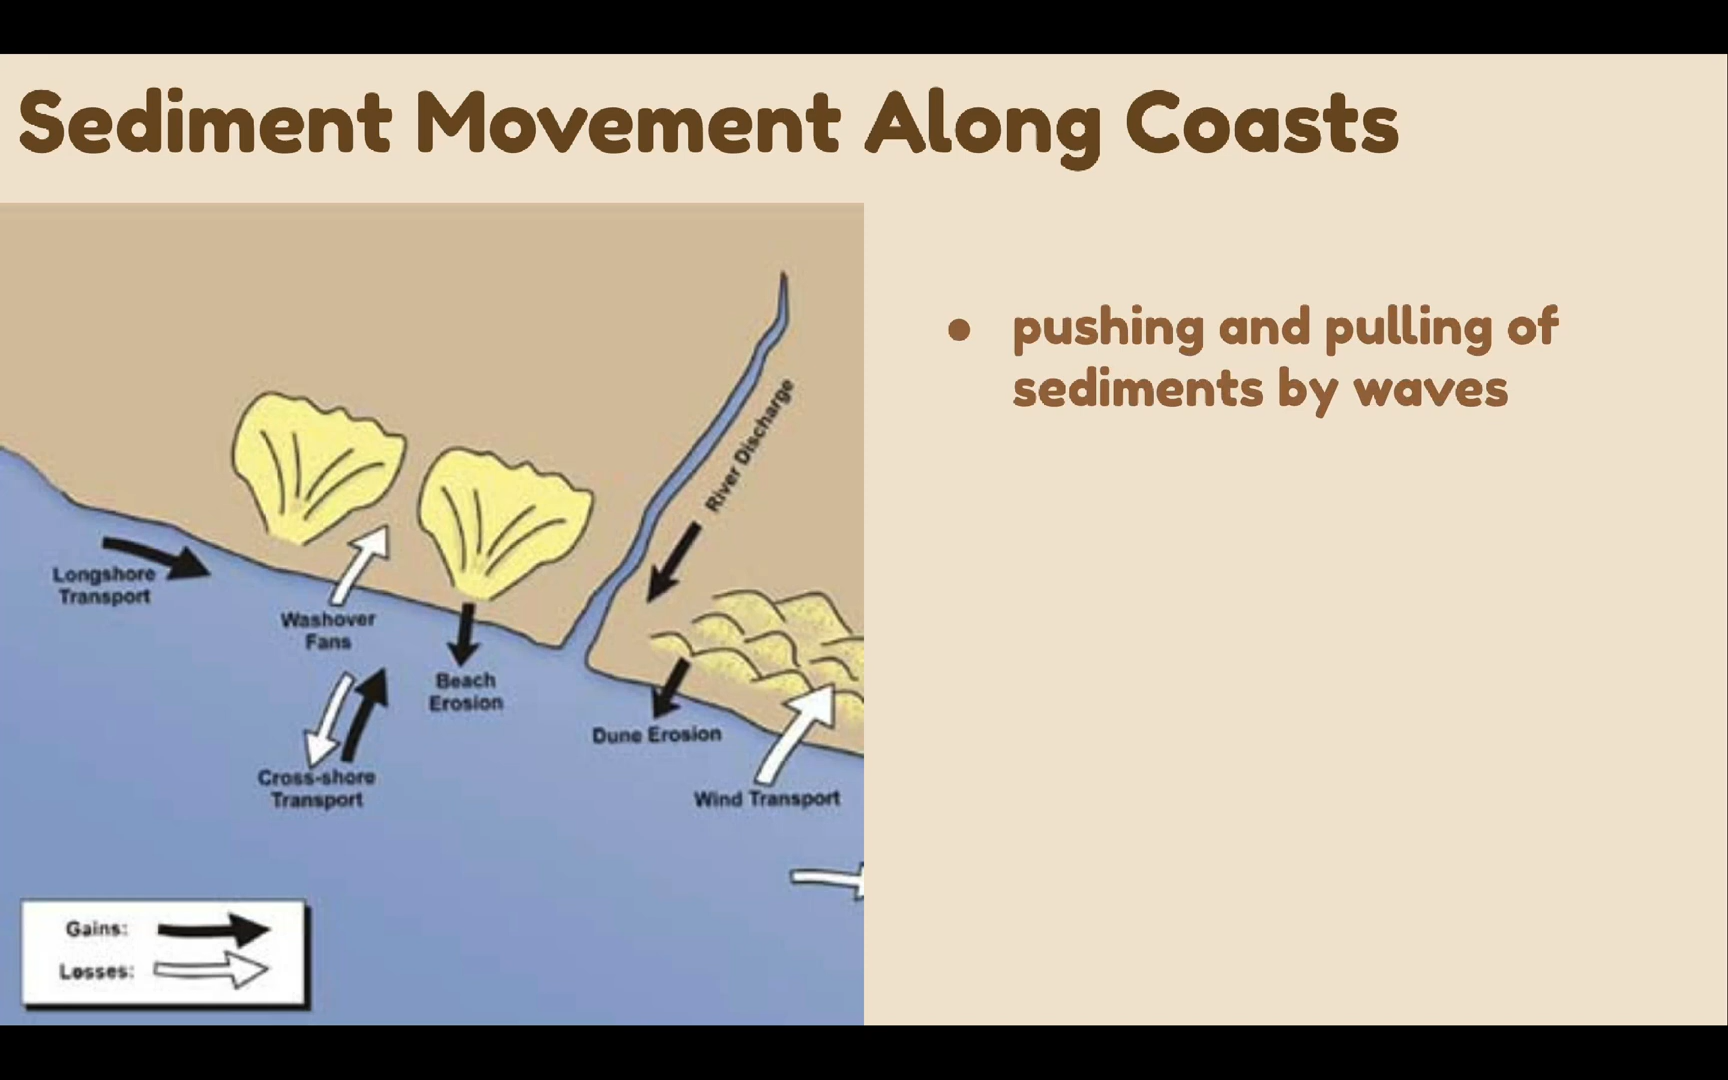 Sediment Movement Along Coasts
● pushing and pulling of
sediments by waves
River Discharge
Longshore
Transport
Washover
Fans
Beach
Erosion
Dune Erosion
Cross-shore
Transport
Wind Transport
Gains:
Losses: